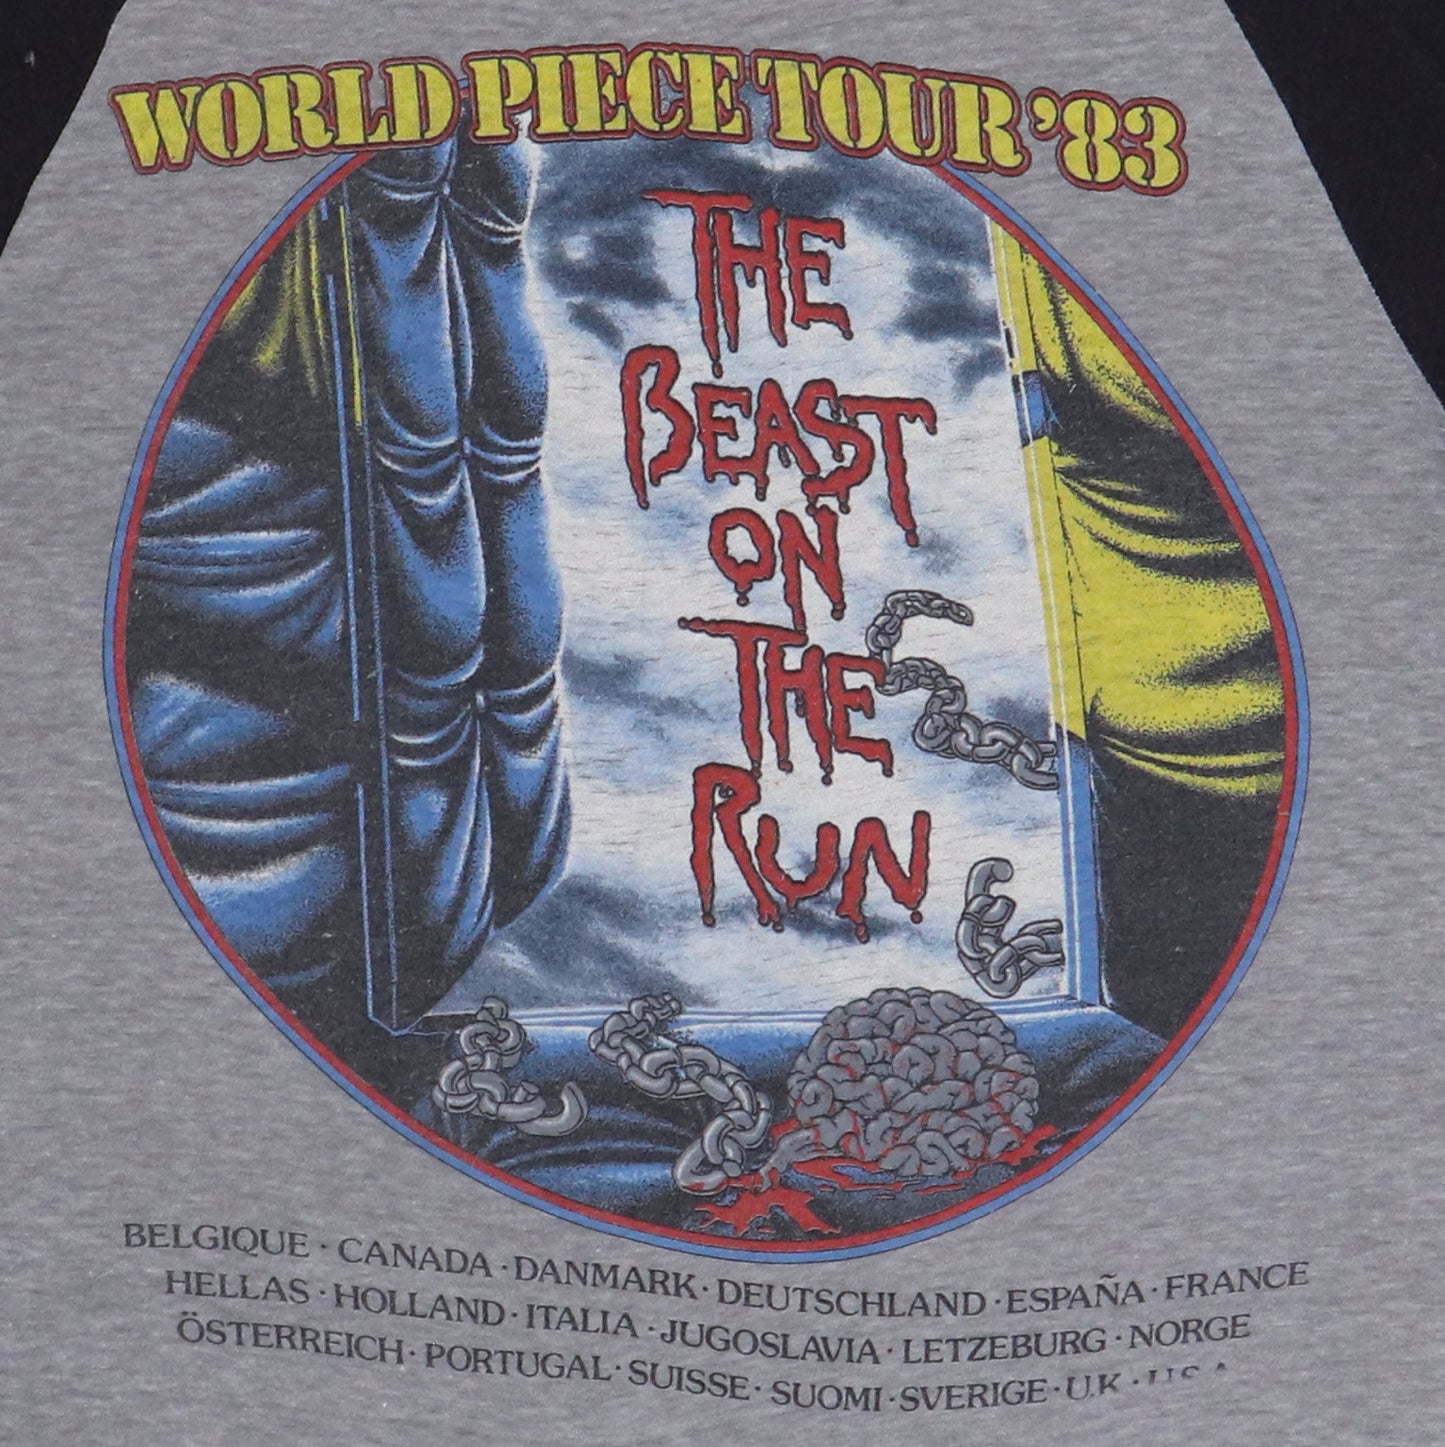 WORLD PIECE TOUR '83
THE
BEAST
ON
THE
RUN
BELGIQUE · CANADA · DANMARK · DEUTSCHLAND · ESPAÑA · FRANCE
HELLAS · HOLLAND · ITALIA · JUGOSLAVIA · LETZEBURG · NORGE
ÖSTERREICH · PORTUGAL · SUISSE · SUOMI · SVERIGE · U.K ·